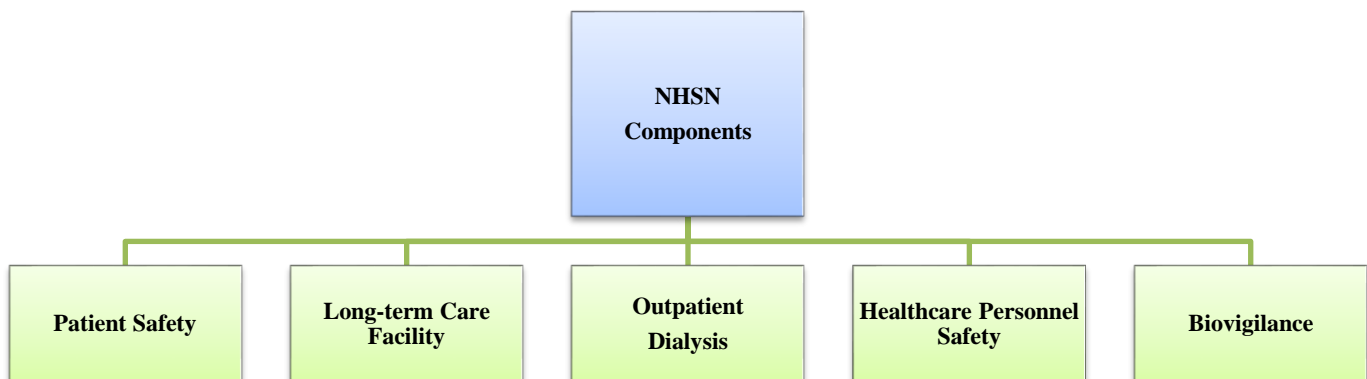 NHSN
Components
Patient Safety
Long-term Care
Facility
Outpatient
Dialysis
Healthcare Personnel
Safety
Biovigilance